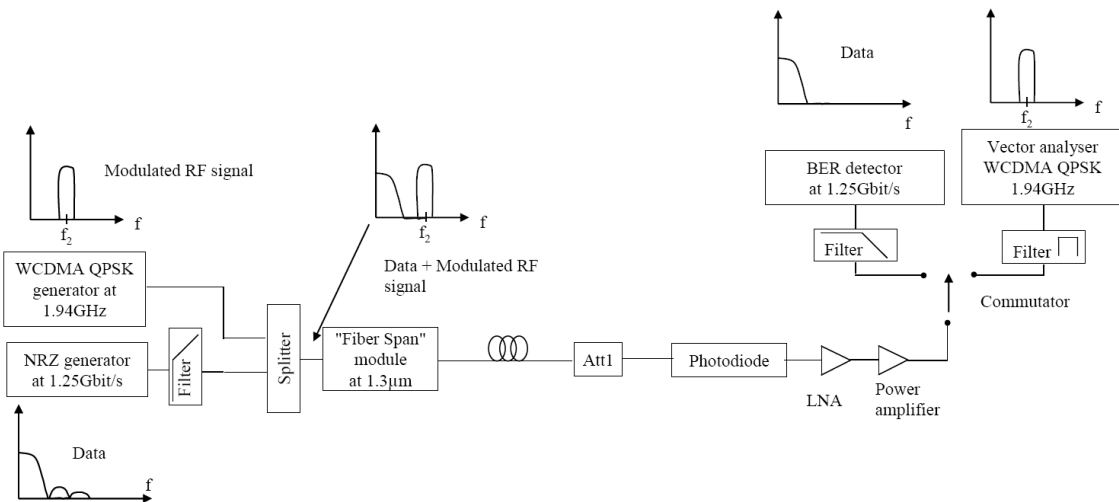 Data
f
f
f2
Modulated RF signal
f
f2
f
f2
Data + Modulated RF
signal
BER detector
at 1.25Gbit/s
Vector analyser
WCDMA QPSK
1.94GHz
Filter
Filter
Commutator
WCDMA QPSK
generator at
1.94GHz
NRZ generator
at 1.25Gbit/s
Filter
Splitter
"Fiber Span"
module
at 1.3µm
Att1
Photodiode
LNA
Power
amplifier
Data
f